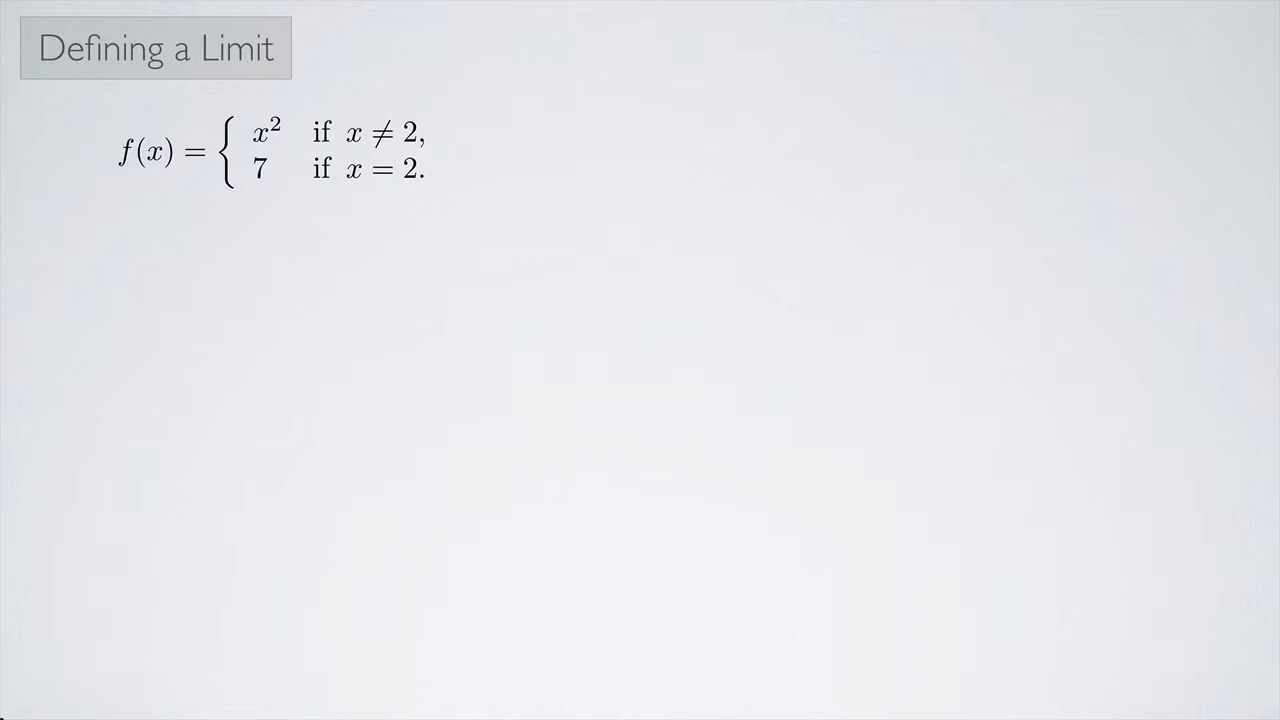 Defining a Limit
f(x) = { x² if x ≠ 2,
7 if x = 2.